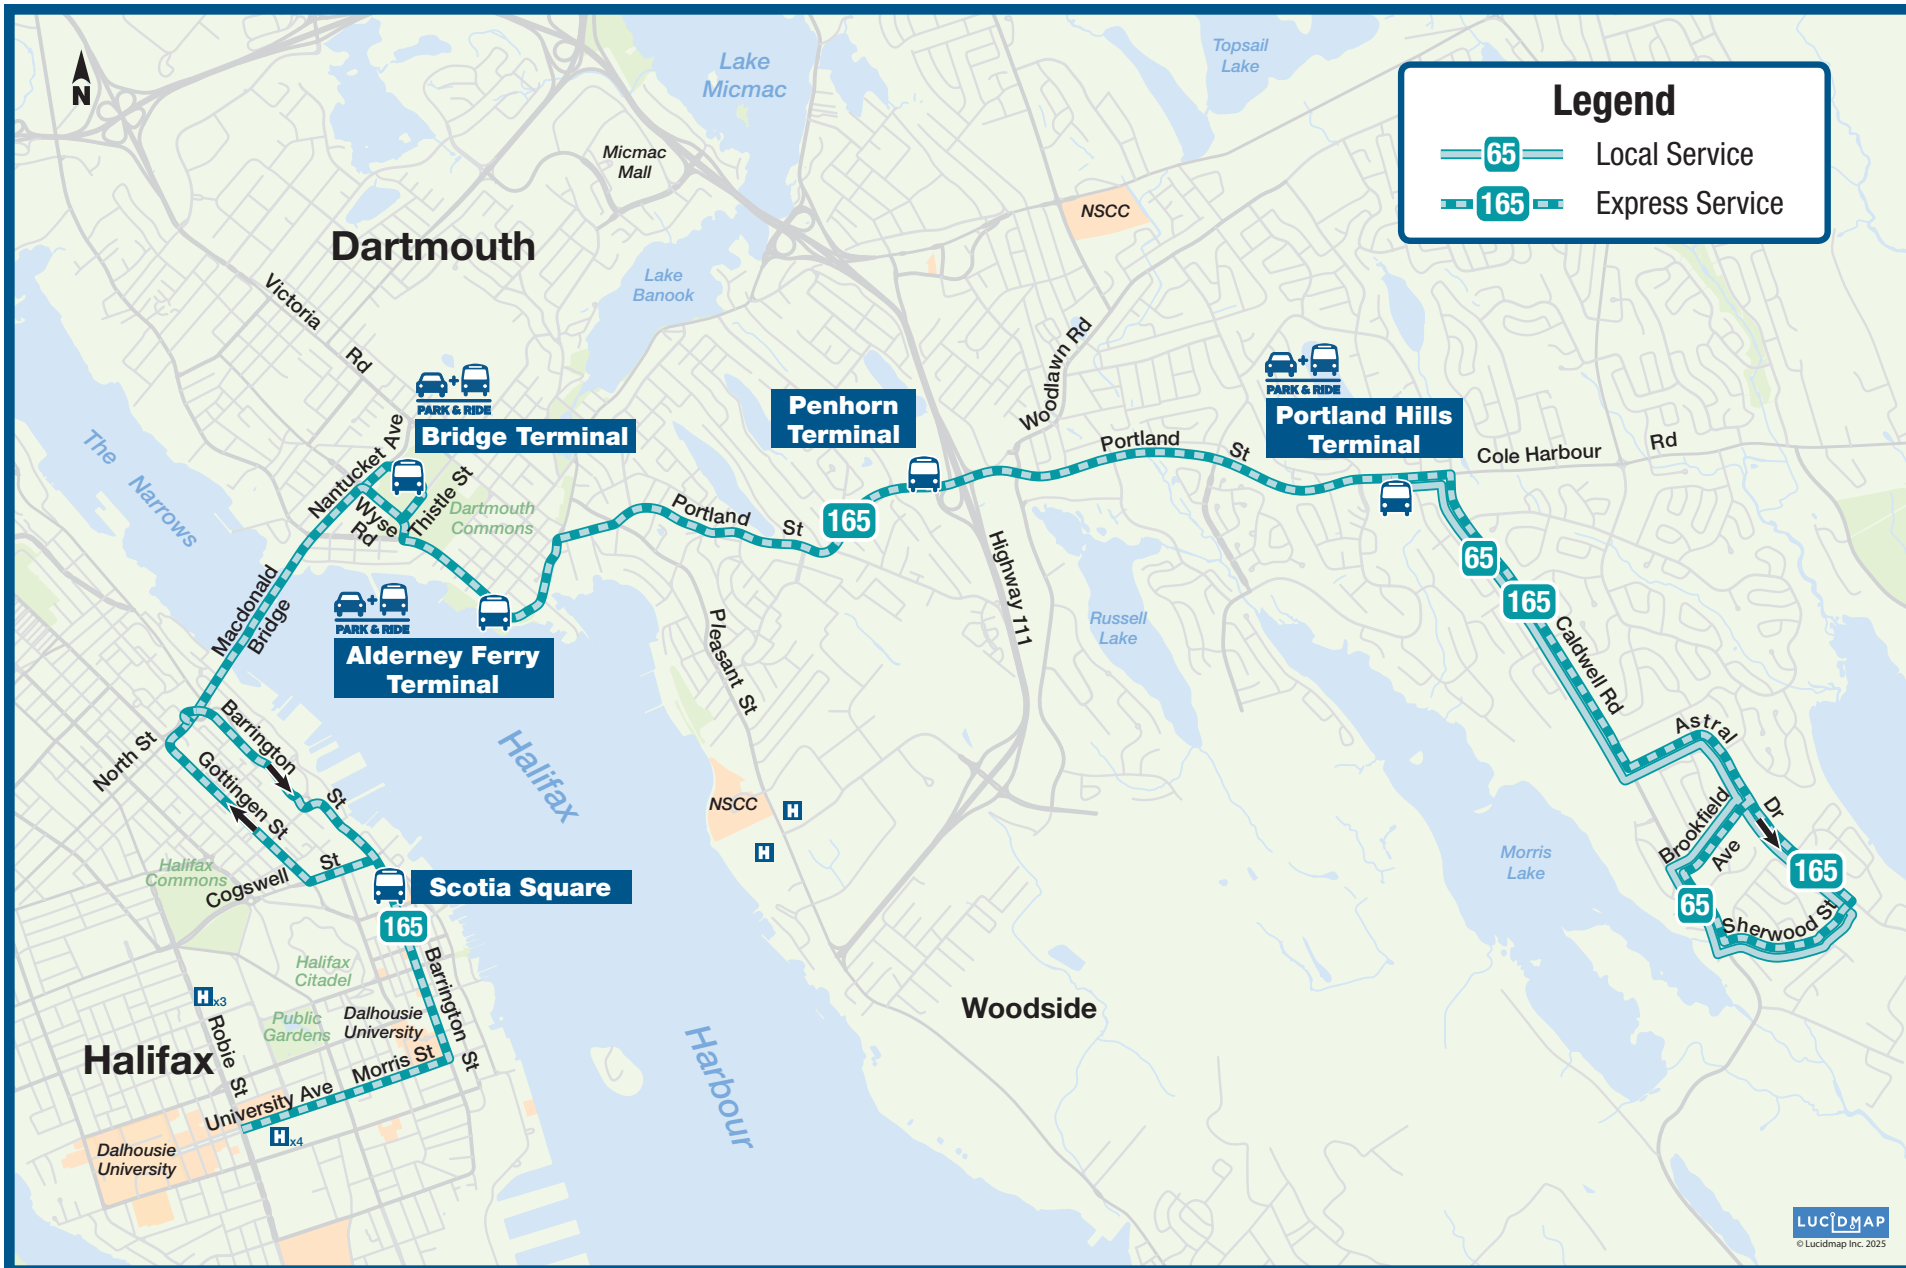 N
Lake
Micmac
Topsail
Lake
Legend
65
Local Service
165
Express Service
Micmac
Mall
NSCC
Dartmouth
Lake
Banook
Victoria
Rd
PARK & RIDE
Bridge Terminal
Penhorn
Terminal
Woodlawn Rd
PARK & RIDE
Portland Hills
Terminal
Portland
St
Cole Harbour
Rd
The
Narrows
Nantucket Ave
Thistle St
Wyse
Rd
Dartmouth
Commons
Portland
St
165
Highway 111
65
165
Caldwell Rd
Macdonald
Bridge
PARK & RIDE
Alderney Ferry
Terminal
Pleasant St
Russell
Lake
Astral
Dr
Brookfield
Ave
165
65
Sherwood St
Morris
Lake
North St
Barrington
St
Gottingen St
Halifax
Harbour
NSCC
H
H
Halifax
Commons
Cogswell
St
Scotia Square
165
Barrington
St
Halifax
Citadel
H x3
Robie
St
Public
Gardens
Dalhousie
University
Woodside
Halifax
University Ave
Morris St
H x4
Dalhousie
University
LUCIDMAP
© Lucidmap Inc. 2025